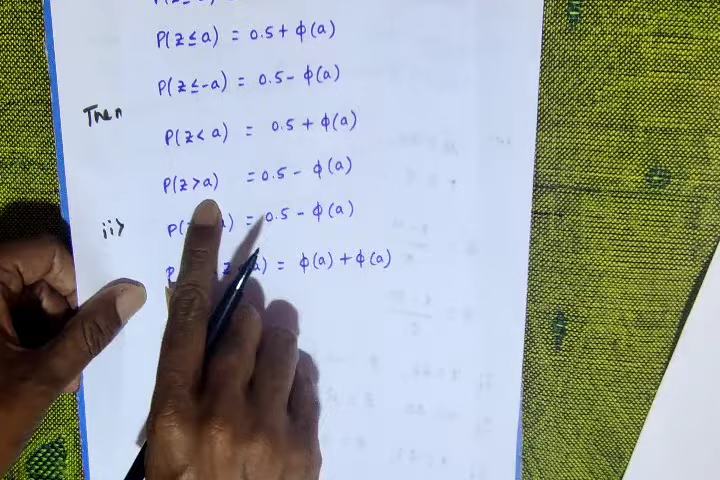 P(z ≤ a) = 0.5 + ϕ(a)
P(z ≤ -a) = 0.5 - ϕ(a)
Then
P(z < a) = 0.5 + ϕ(a)
P(z > a) = 0.5 - ϕ(a)
ii> P( a) = 0.5 - ϕ(a)
P( z a) = ϕ(a) + ϕ(a)